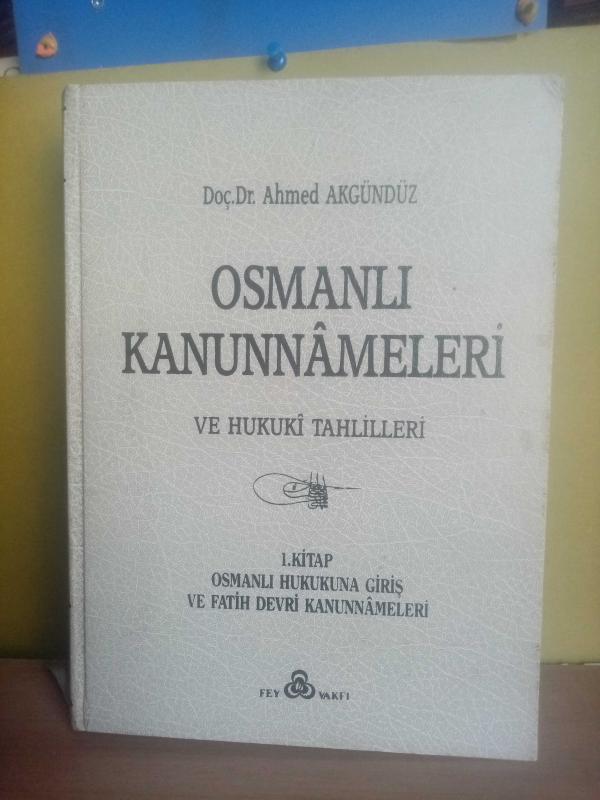 Doç.Dr. Ahmed AKGÜNDÜZ
OSMANLI
KANUNNÂMELERİ
VE HUKUKÎ TAHLİLLERİ
1.KİTAP
OSMANLI HUKUKUNA GİRİŞ
VE FATİH DEVRİ KANUNNÂMELERİ
FEY VAKFI